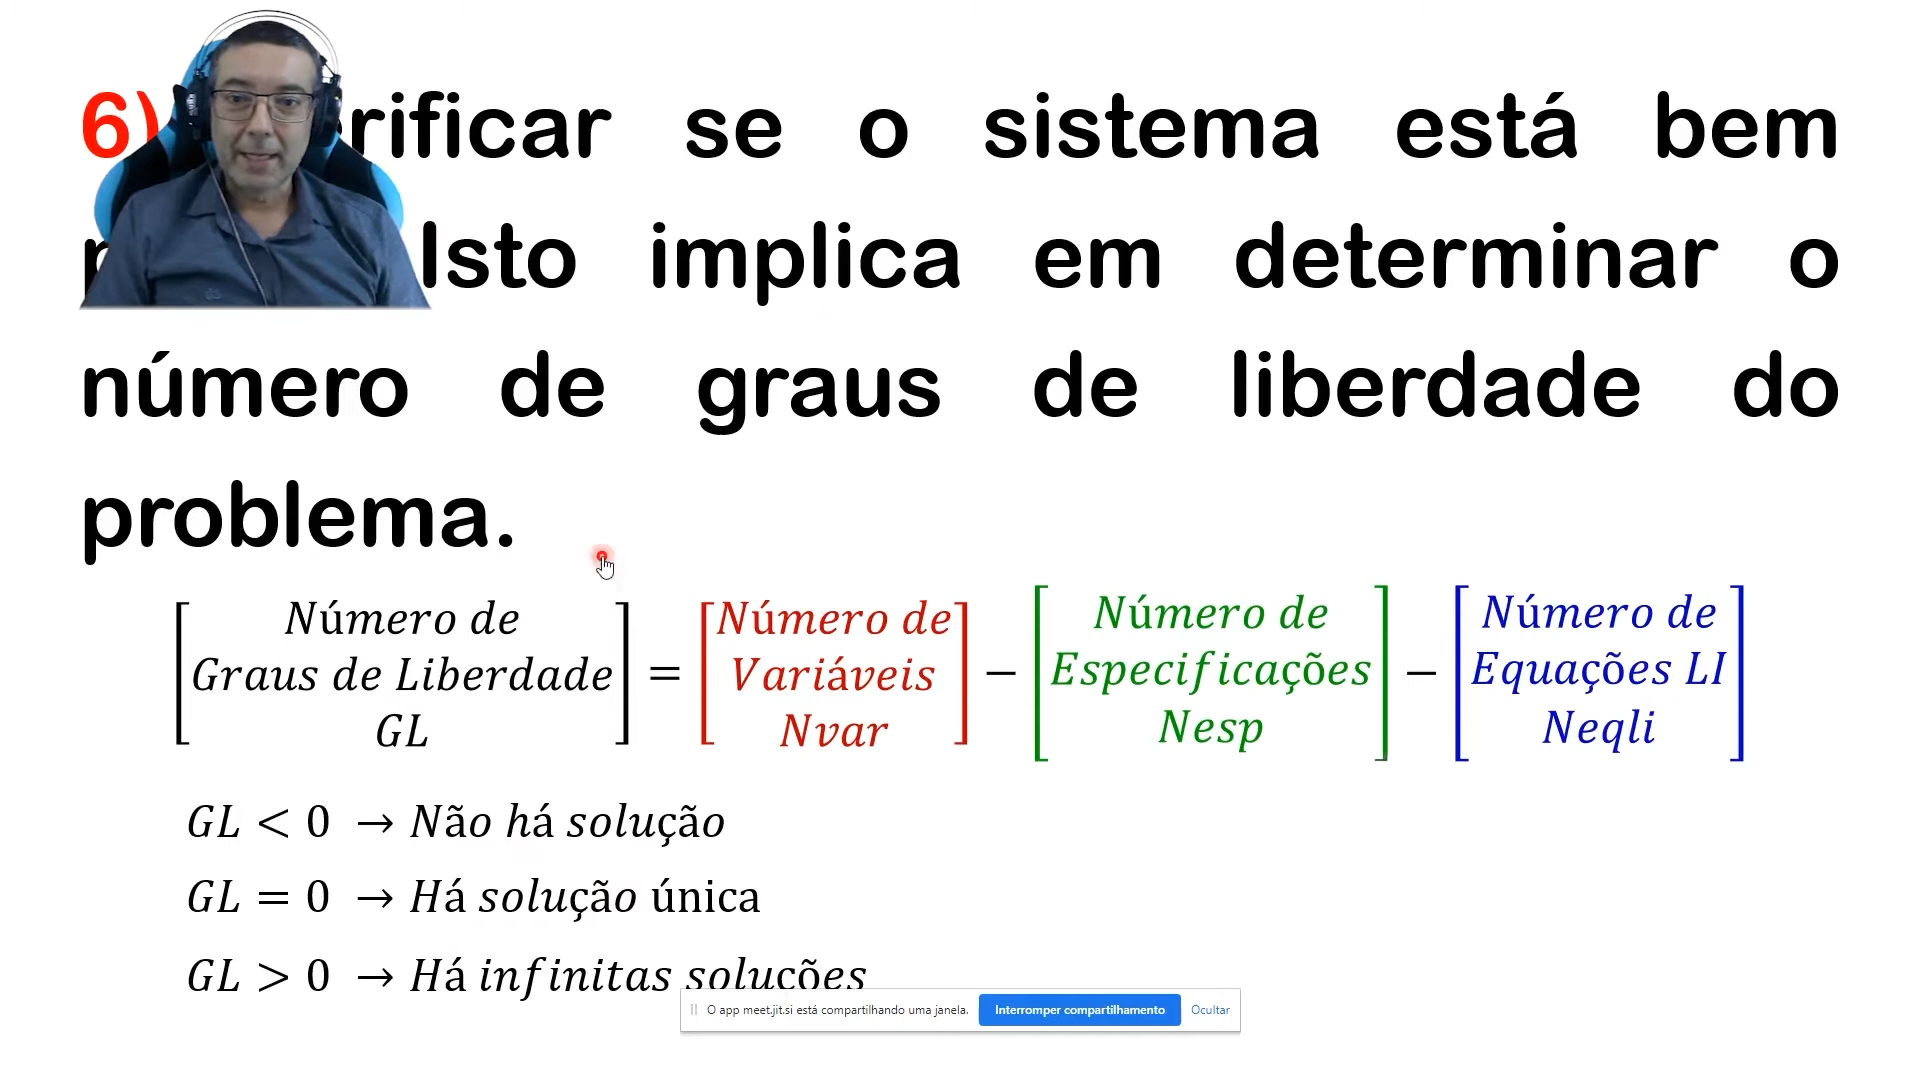 6) rificar se o sistema está bem
Isto implica em determinar o
número de graus de liberdade do
problema.
[Número de Graus de Liberdade GL] = [Número de Variáveis Nvar] − [Número de Especificações Nesp] − [Número de Equações LI Neqli]
GL < 0 → Não há solução
GL = 0 → Há solução única
GL > 0 → Há infinitas soluções
O app meet.jit.si está compartilhando uma janela. Interromper compartilhamento Ocultar